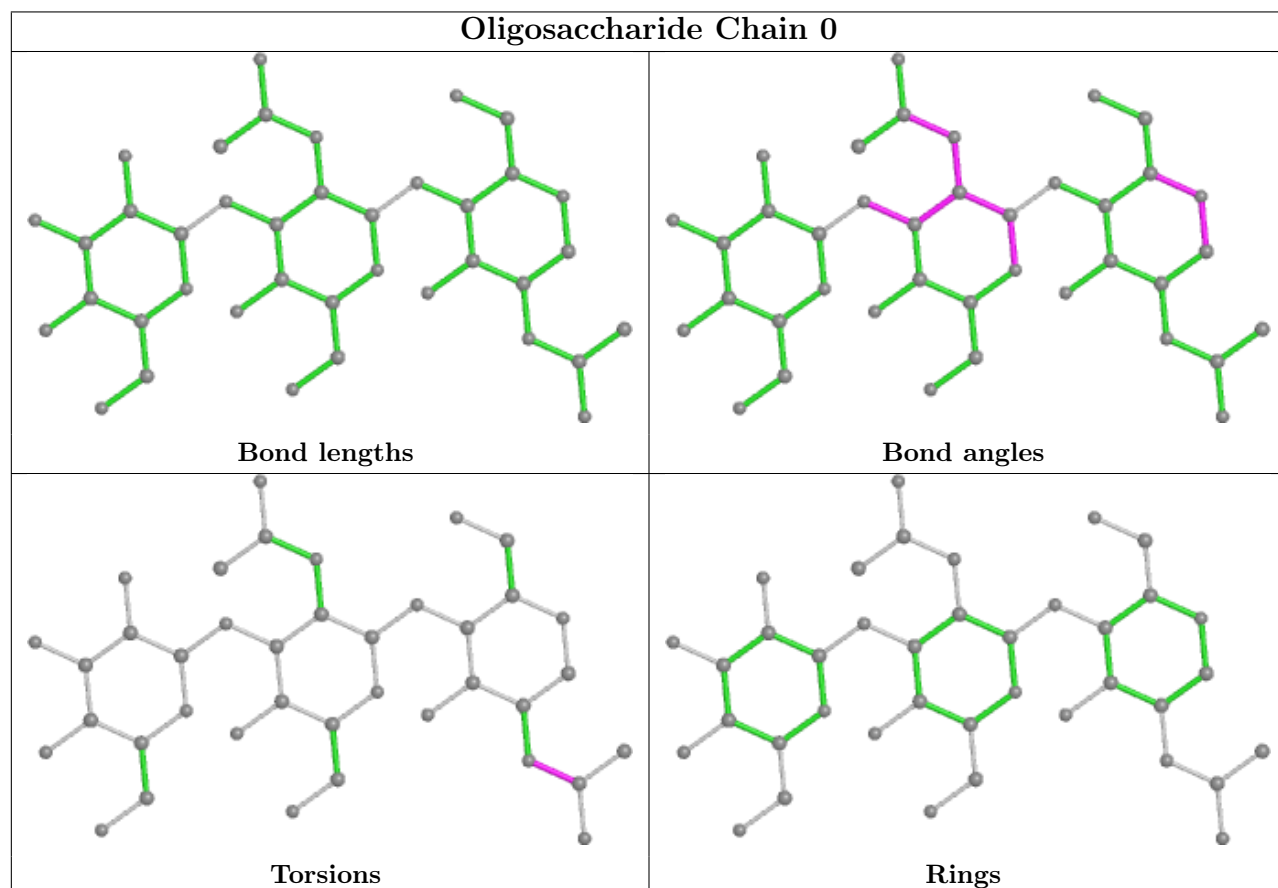 Oligosaccharide Chain 0
Bond lengths
Bond angles
Torsions
Rings